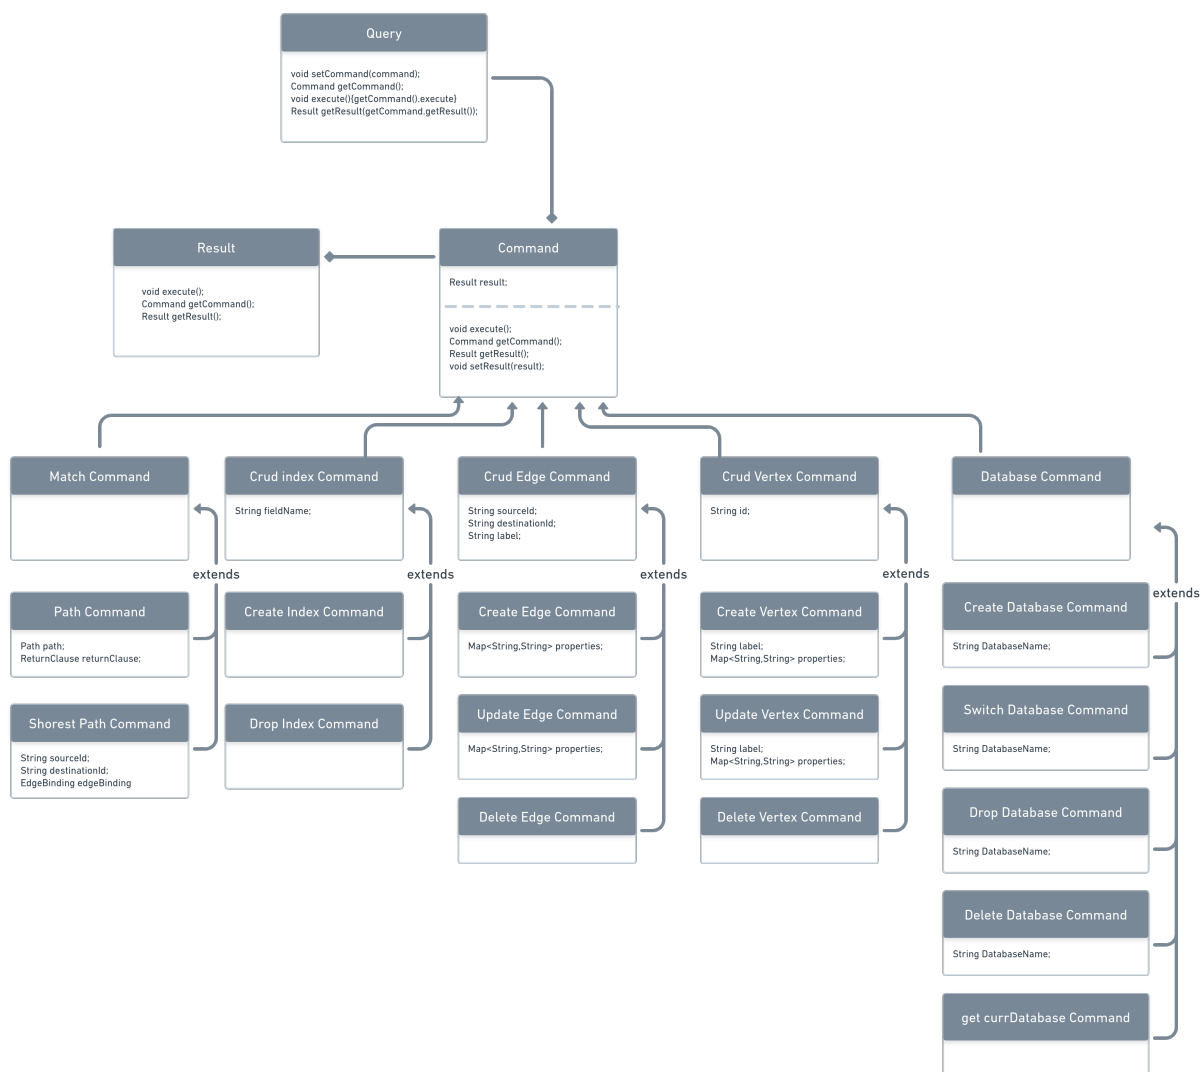 Query
void setCommand(command);
Command getCommand();
void execute(){getCommand().execute}
Result getResult(getCommand.getResult());
Result
void execute();
Command getCommand();
Result getResult();
Command
Result result;
void execute();
Command getCommand();
Result getResult();
void setResult(result);
Match Command
extends
Path Command
Path path;
ReturnClause returnClause;
Shorest Path Command
String sourceId;
String destinationId;
EdgeBinding edgeBinding
Crud index Command
String fieldName;
extends
Create Index Command
Drop Index Command
Crud Edge Command
String sourceId;
String destinationId;
String label;
extends
Create Edge Command
Map<String,String> properties;
Update Edge Command
Map<String,String> properties;
Delete Edge Command
Crud Vertex Command
String id;
extends
Create Vertex Command
String label;
Map<String,String> properties;
Update Vertex Command
String label;
Map<String,String> properties;
Delete Vertex Command
Database Command
extends
Create Database Command
String DatabaseName;
Switch Database Command
String DatabaseName;
Drop Database Command
String DatabaseName;
Delete Database Command
String DatabaseName;
get currDatabase Command